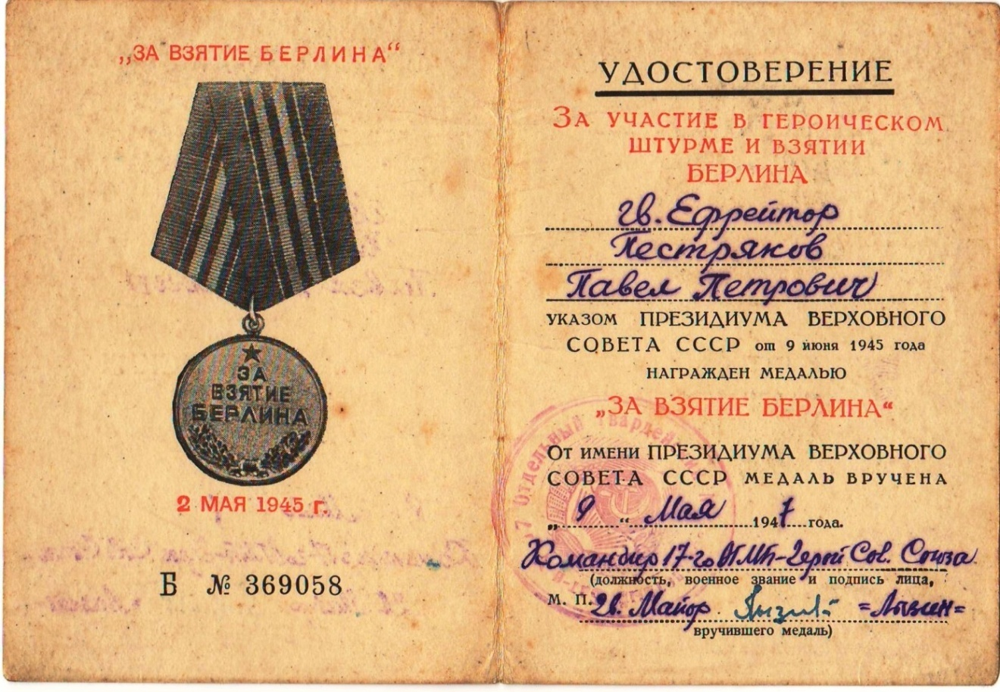 „ЗА ВЗЯТИЕ БЕРЛИНА“
ЗА
ВЗЯТИЕ
БЕРЛИНА
2 МАЯ 1945 г.
Б № 369058
УДОСТОВЕРЕНИЕ
ЗА УЧАСТИЕ В ГЕРОИЧЕСКОМ
ШТУРМЕ И ВЗЯТИИ
БЕРЛИНА
гв. Ефрейтор
Пестряков
Павел Петрович
УКАЗОМ ПРЕЗИДИУМА ВЕРХОВНОГО
СОВЕТА СССР от 9 июня 1945 года
НАГРАЖДЕН МЕДАЛЬЮ
„ЗА ВЗЯТИЕ БЕРЛИНА“
ОТ ИМЕНИ ПРЕЗИДИУМА ВЕРХОВНОГО
СОВЕТА СССР МЕДАЛЬ ВРУЧЕНА
„ 9 “ Мая 1947 года.
Командир 17-го Герой Сов. Союза
(должность, военное звание и подпись лица,
М. П. гв. Майор =Лызин=
вручившего медаль)
Отдельный Гвардейский